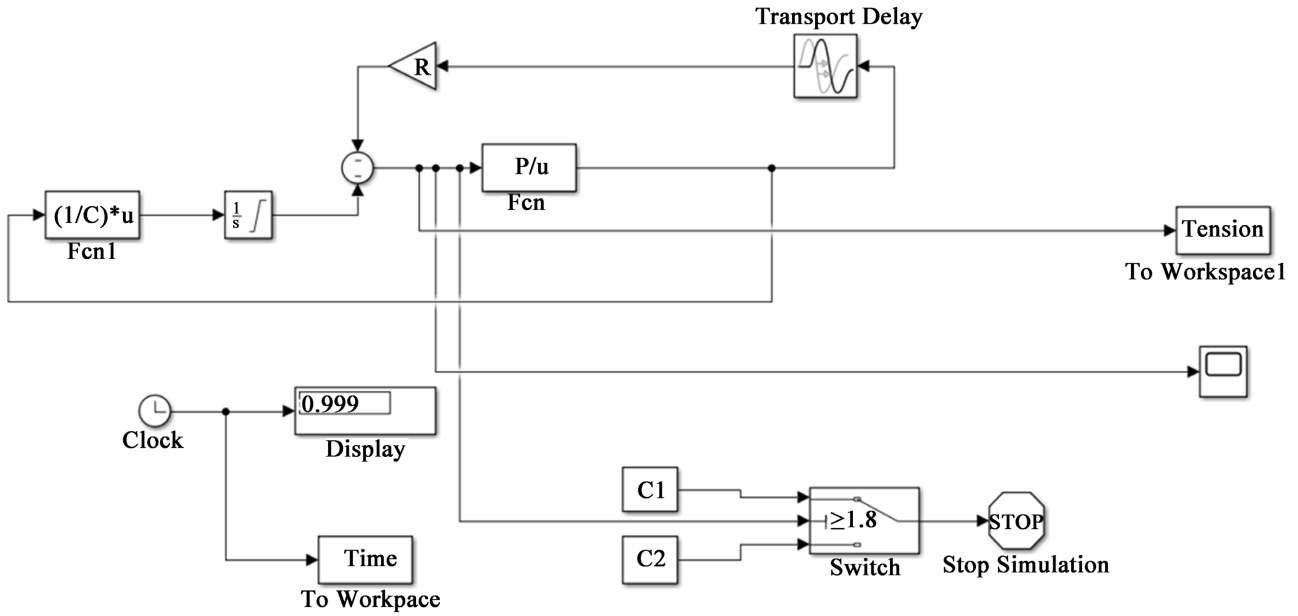 Transport Delay
R
-
-
P/u
Fcn
(1/C)*u
Fcn1
1
s
Tension
To Workspace1
0.999
Clock
Display
C1
≥1.8
STOP
C2
Switch
Stop Simulation
Time
To Workpace